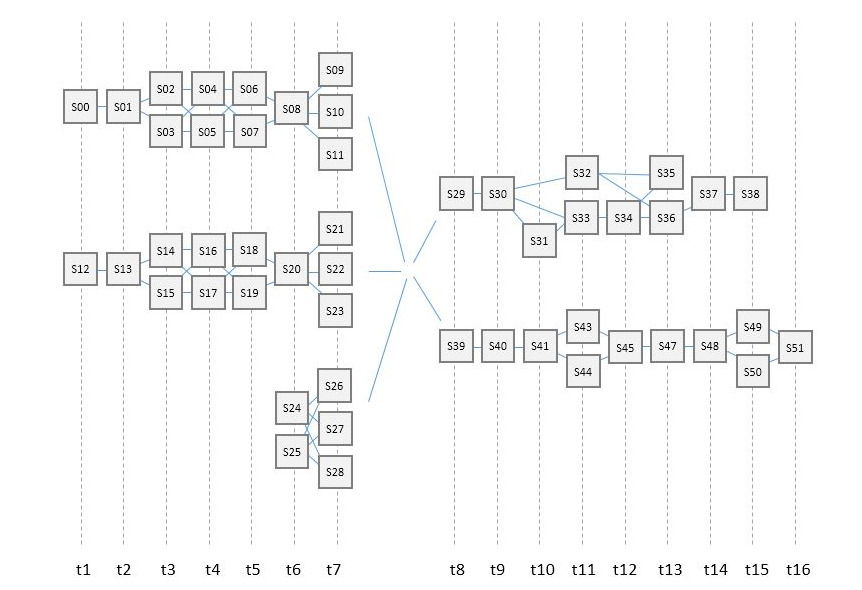 S09
S02 S04 S06
S00 S01 S08 S10
S03 S05 S07
S11
S32 S35
S29 S30 S37 S38
S33 S34 S36
S21
S31
S14 S16 S18
S12 S13 S20 S22
S15 S17 S19
S23
S43 S49
S39 S40 S41 S45 S47 S48 S51
S44 S50
S26
S24
S27
S25
S28
t1 t2 t3 t4 t5 t6 t7 t8 t9 t10 t11 t12 t13 t14 t15 t16